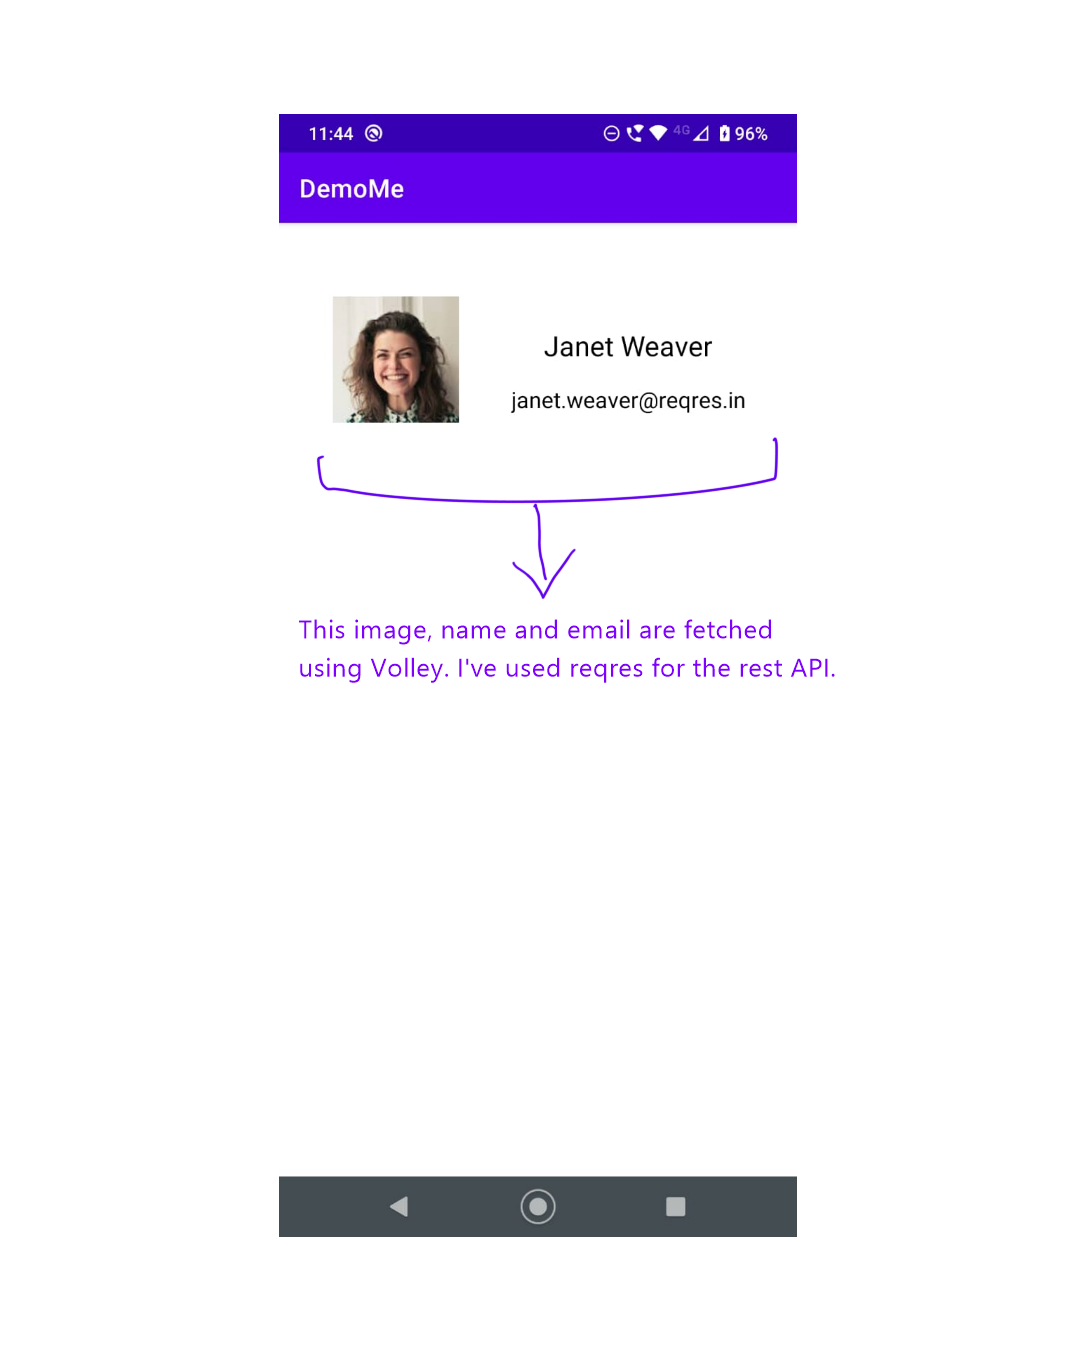 11:44 4G 96%
DemoMe
Janet Weaver
janet.weaver@reqres.in
This image, name and email are fetched
using Volley. I've used reqres for the rest API.